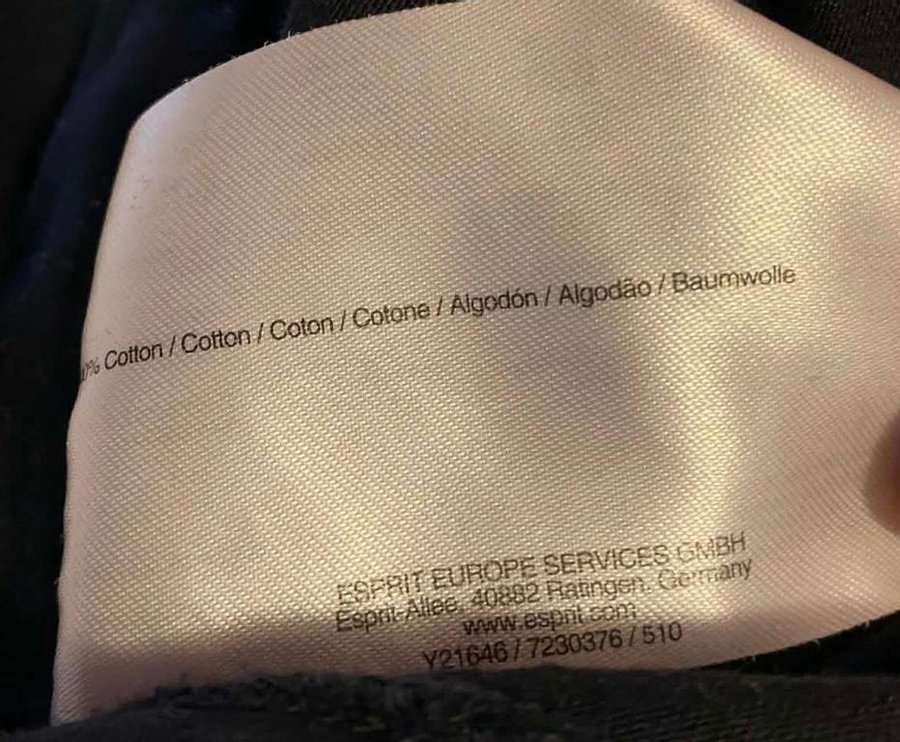 0% Cotton / Cotton / Coton / Cotone / Algodón / Algodão / Baumwolle
ESPRIT EUROPE SERVICES GMBH
Esprit-Allee, 40882 Ratingen, Germany
www.esprit.com
Y21646 / 7230376 / 510